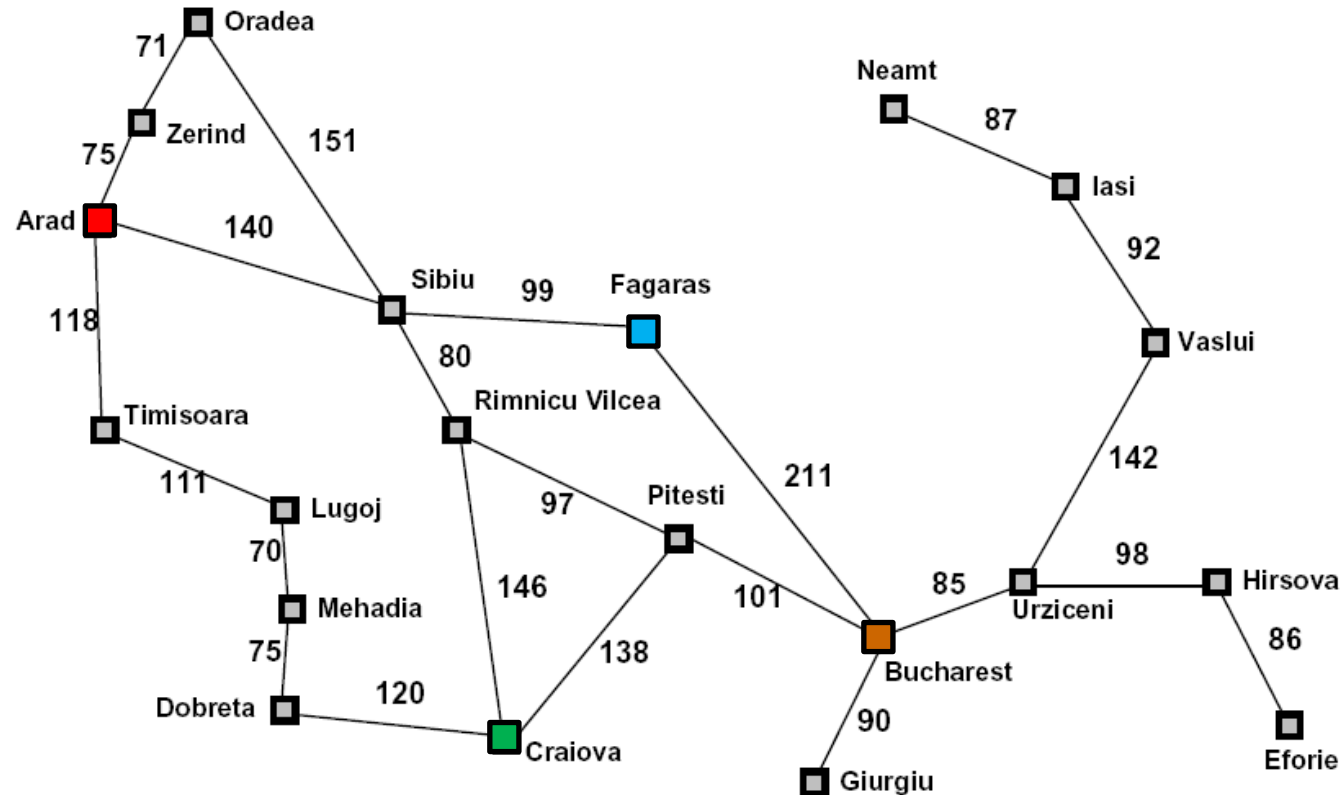 Oradea
71
Neamt
87
Zerind
151
75
Iasi
Arad
140
92
Sibiu
Fagaras
99
118
Vaslui
80
Rimnicu Vilcea
Timisoara
142
111
211
Pitesti
Lugoj
97
70
98
Hirsova
146
85
101
Urziceni
Mehadia
86
75
138
Bucharest
120
Dobreta
90
Craiova
Eforie
Giurgiu